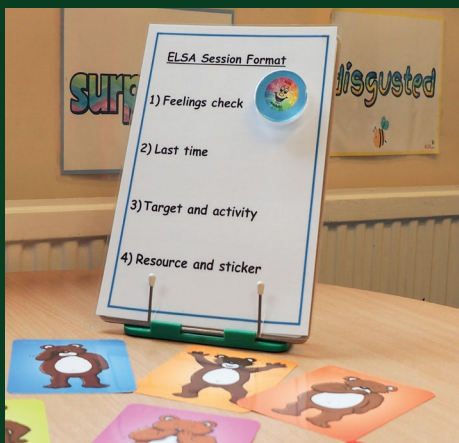 ELSA Session Format
1) Feelings check
2) Last time
3) Target and activity
4) Resource and sticker
disgusted